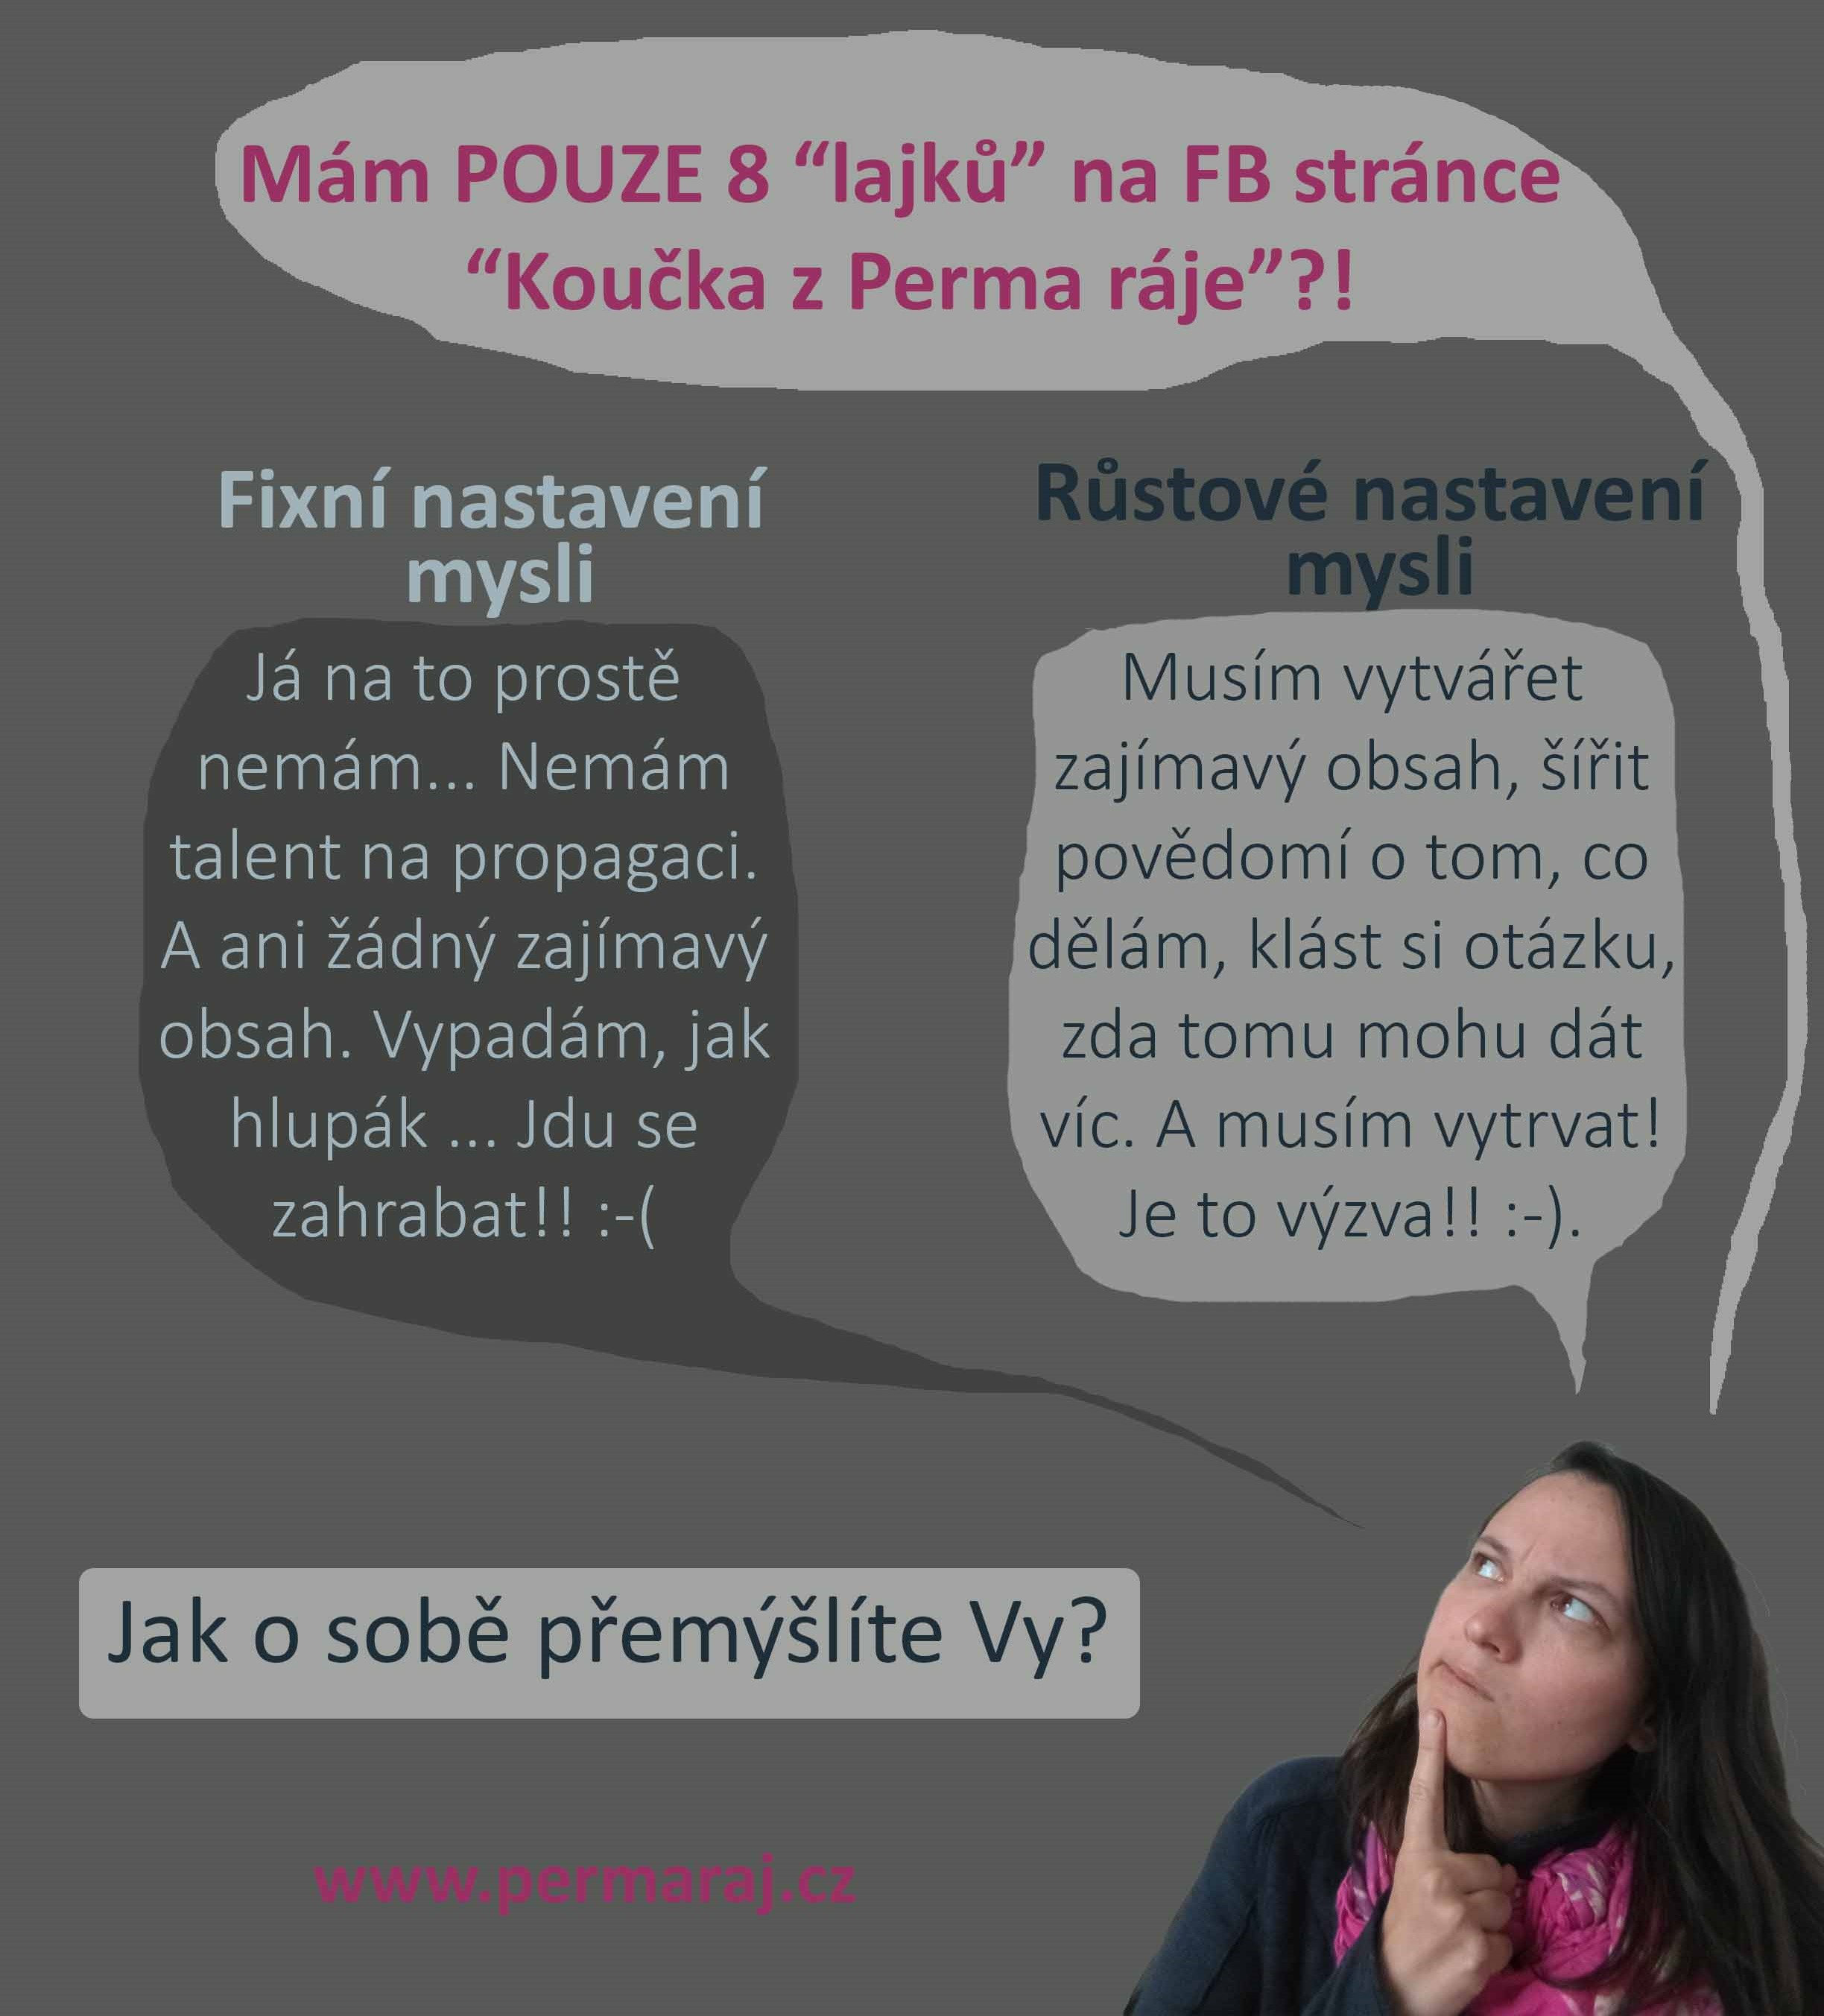 Mám POUZE 8 “lajků” na FB stránce
“Koučka z Perma ráje”?!
Fixní nastavení
mysli
Já na to prostě
nemám... Nemám
talent na propagaci.
A ani žádný zajímavý
obsah. Vypadám, jak
hlupák ... Jdu se
zahrabat!! :-(
Růstové nastavení
mysli
Musím vytvářet
zajímavý obsah, šířit
povědomí o tom, co
dělám, klást si otázku,
zda tomu mohu dát
víc. A musím vytrvat!
Je to výzva!! :-).
Jak o sobě přemýšlíte Vy?
www.permaraj.cz